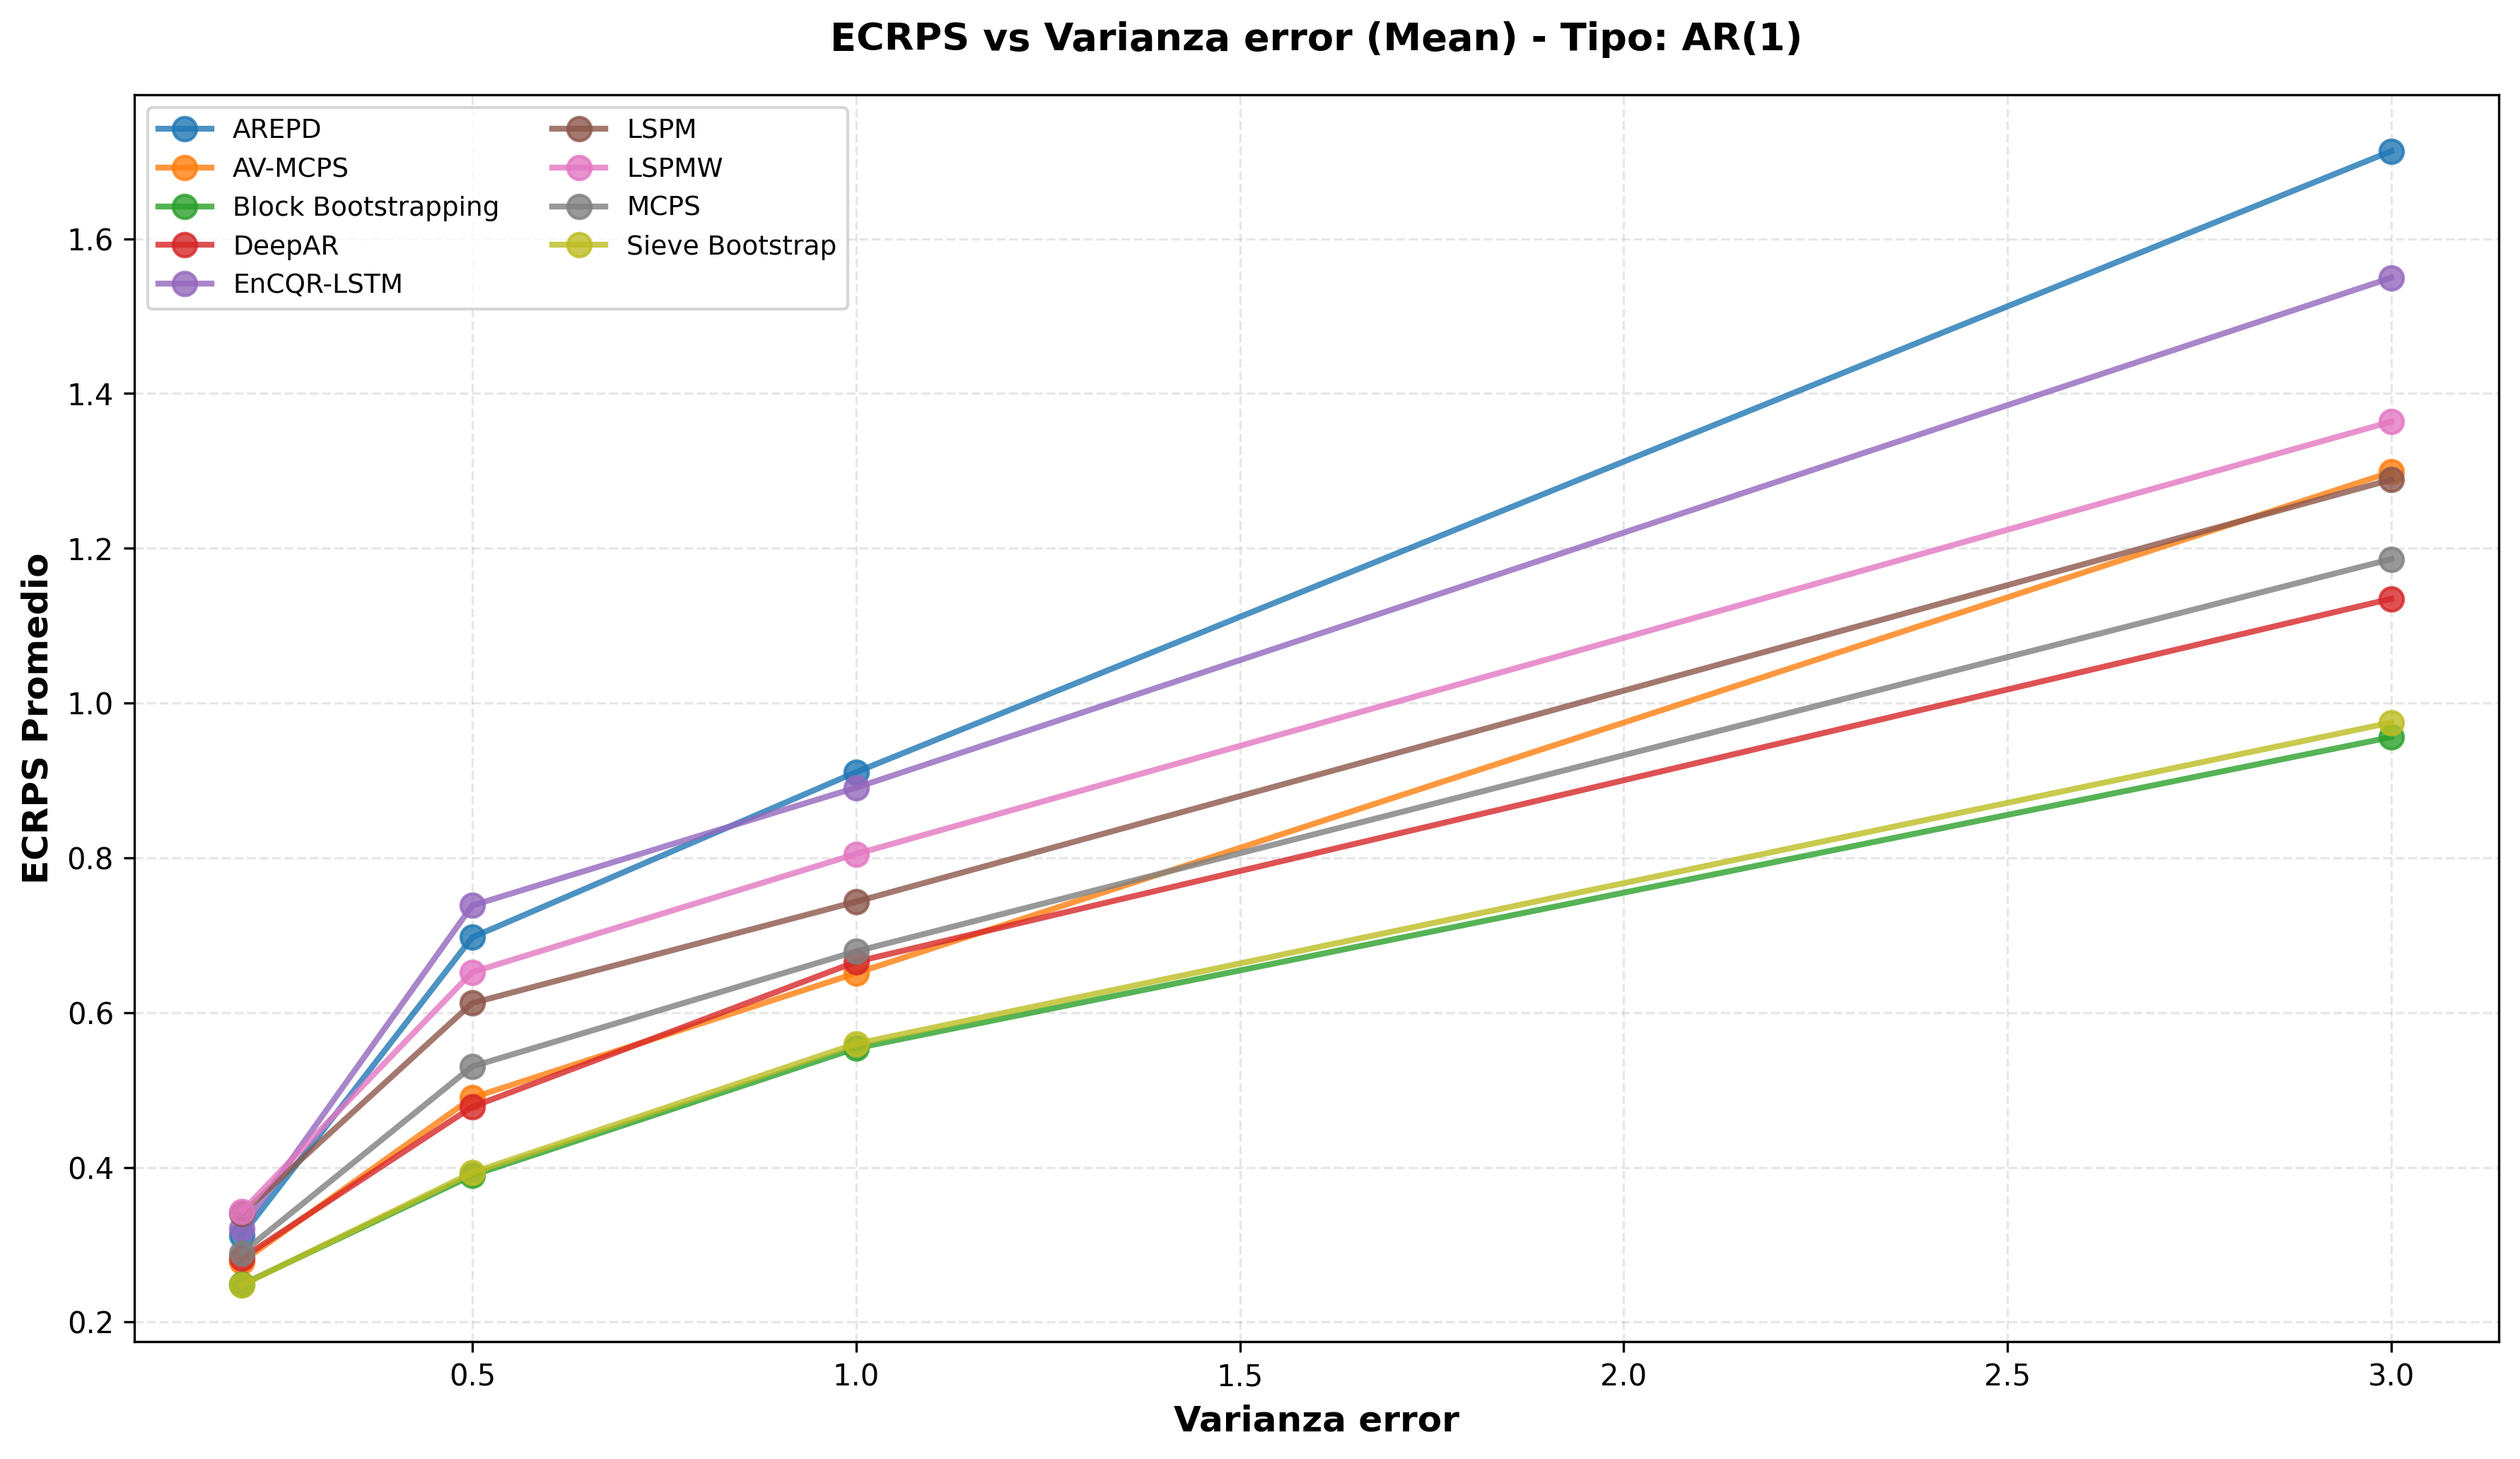 ECRPS vs Varianza error (Mean) - Tipo: AR(1)
AREPD
AV-MCPS
Block Bootstrapping
DeepAR
EnCQR-LSTM
LSPM
LSPMW
MCPS
Sieve Bootstrap
ECRPS Promedio
1.6
1.4
1.2
1.0
0.8
0.6
0.4
0.2
0.5 1.0 1.5 2.0 2.5 3.0
Varianza error